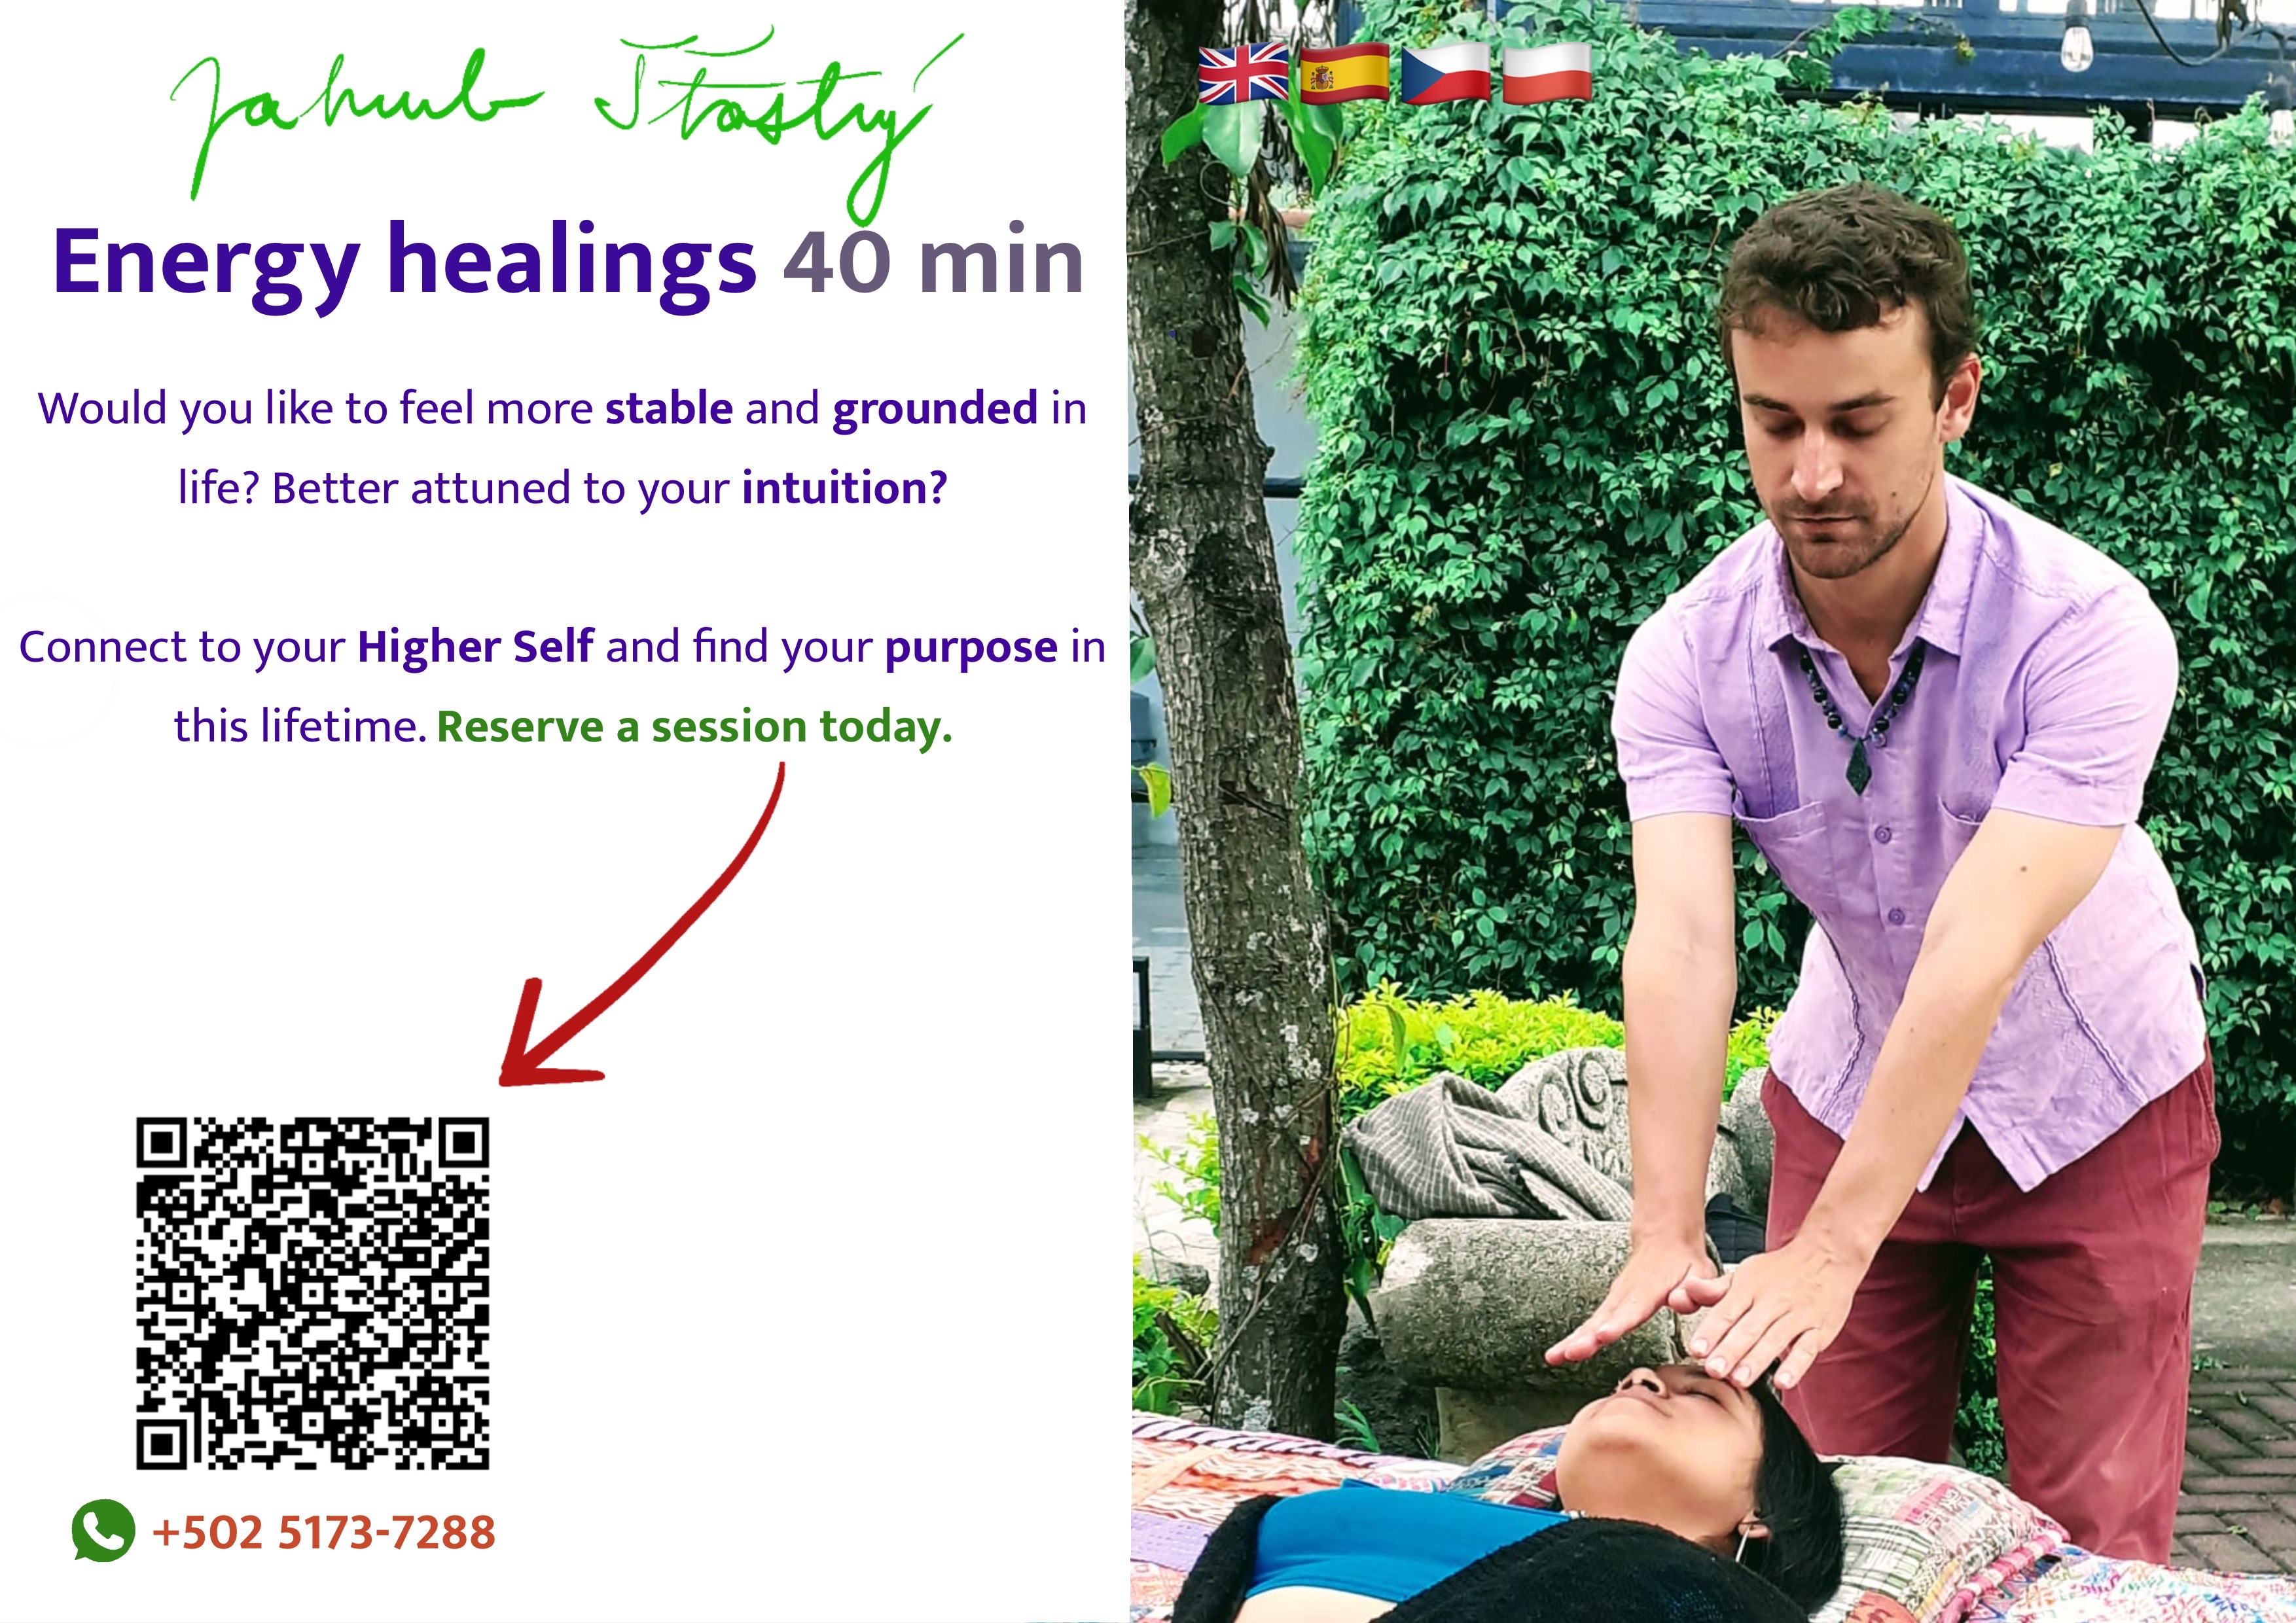 Jakub Šťastný
Energy healings 40 min
Would you like to feel more stable and grounded in
life? Better attuned to your intuition?
Connect to your Higher Self and find your purpose in
this lifetime. Reserve a session today.
+502 5173-7288